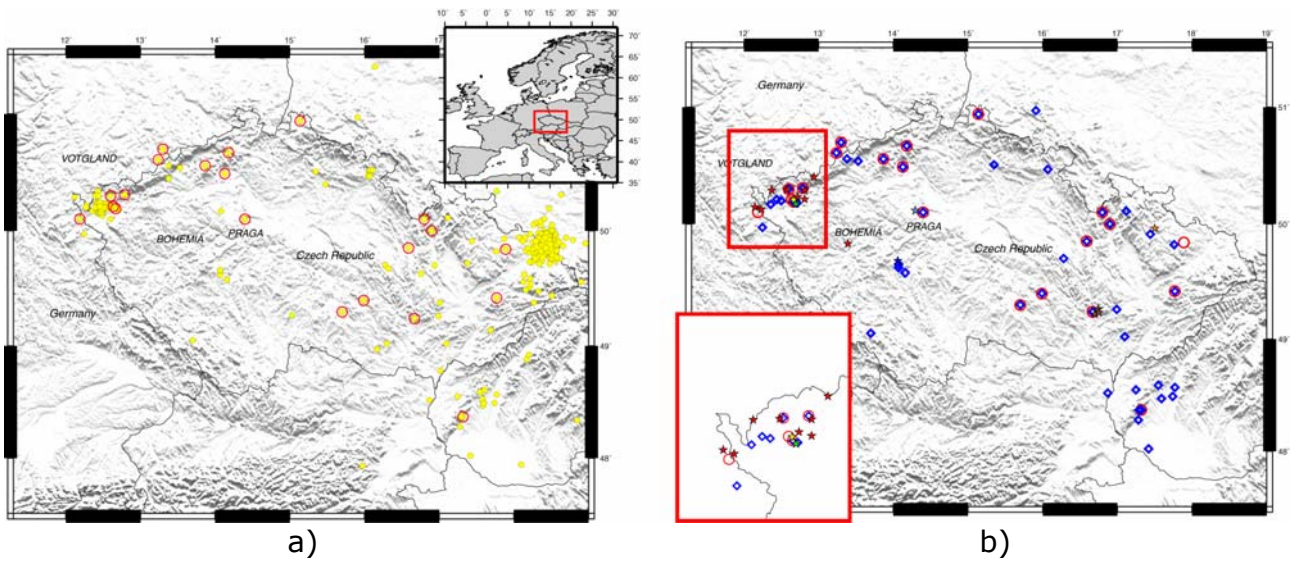 10˚ 5˚ 0˚ 5˚ 10˚ 15˚ 20˚ 25˚ 30˚
70˚
65˚
60˚
55˚
50˚
45˚
40˚
35˚
12˚ 13˚ 14˚ 15˚ 16˚ 17˚
VOTGLAND
BOHEMIA
PRAGA
Czech Republic
Germany
50˚
49˚
48˚
a)
12˚ 13˚ 14˚ 15˚ 16˚ 17˚ 18˚ 19˚
Germany
51˚
VOTGLAND
50˚
BOHEMIA
PRAGA
Czech Republic
49˚
48˚
b)